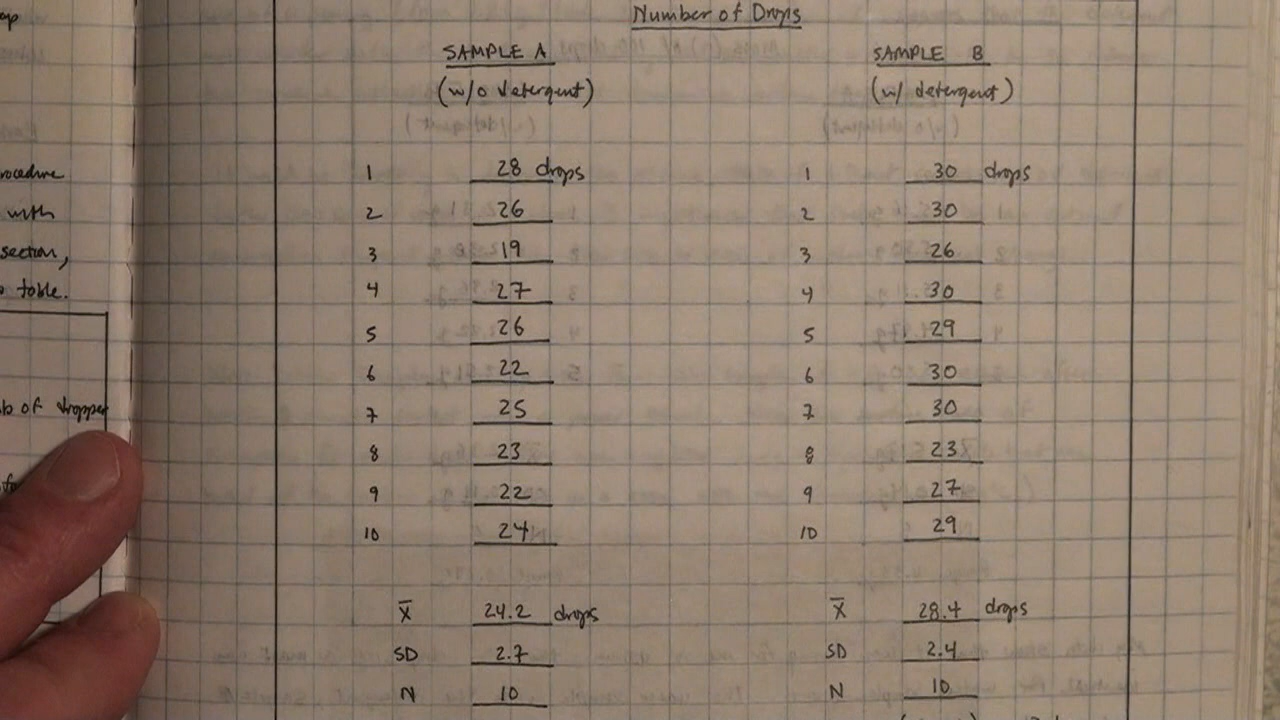 Number of Drops
SAMPLE A SAMPLE B
(w/o detergent) (w/ detergent)
1 28 drops 1 30 drops
2 26 2 30
3 19 3 26
4 27 4 30
5 26 5 29
6 22 6 30
7 25 7 30
8 23 8 23
9 22 9 27
10 24 10 29
X̄ 24.2 drops X̄ 28.4 drops
SD 2.7 SD 2.4
N 10 N 10
with
section,
table.
of dropper